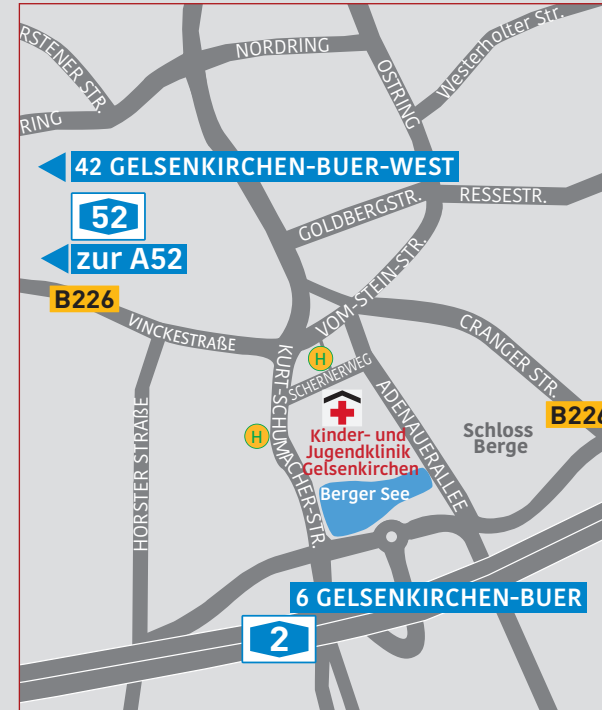 RSTENER STR.
NORDRING
OSTRING
Westerholter Str.
RING
42 GELSENKIRCHEN-BUER-WEST
52
GOLDBERGSTR.
RESSESTR.
zur A52
B226
VOM-STEIN-STR.
VINCKESTRAßE
CRANGER STR.
H
SCHERNERWEG
KURT-SCHUMACHER-STR.
ADENAUERALLEE
HORSTER STRAßE
H
B226
Kinder- und
Jugendklinik
Gelsenkirchen
Schloss
Berge
Berger See
6 GELSENKIRCHEN-BUER
2